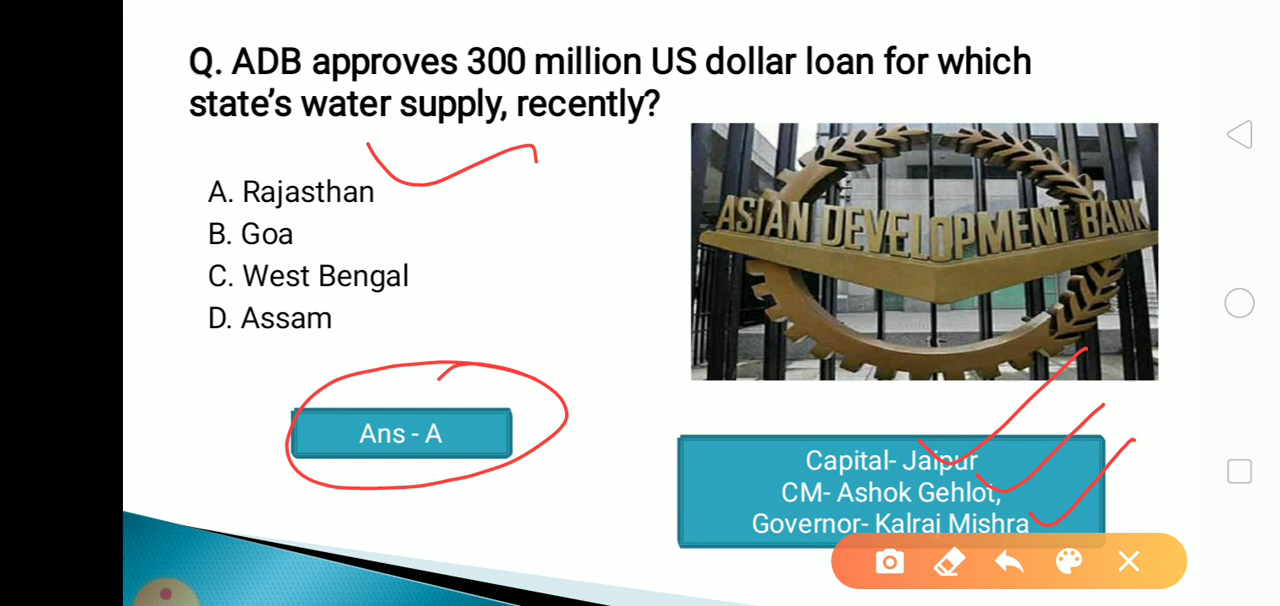 Q. ADB approves 300 million US dollar loan for which
state's water supply, recently?
A. Rajasthan
B. Goa
C. West Bengal
D. Assam
ASIAN DEVELOPMENT BANK
Ans - A
Capital- Jaipur
CM- Ashok Gehlot,
Governor- Kalraj Mishra